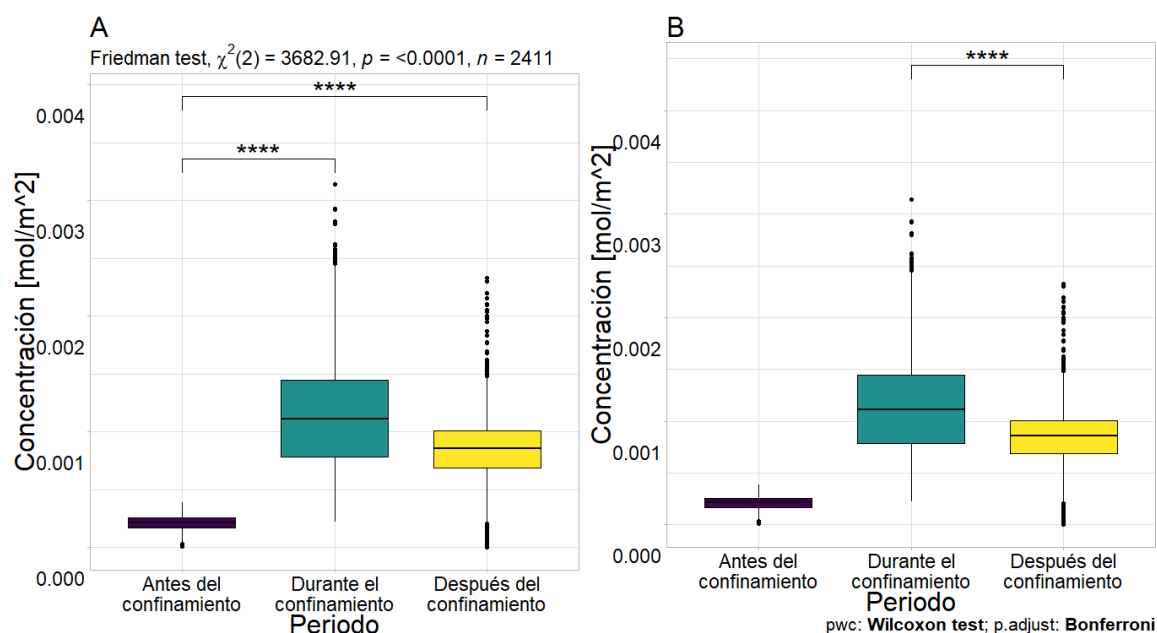 A
Friedman test, χ²(2) = 3682.91, p = <0.0001, n = 2411
****
****
0.004
0.003
0.002
0.001
0.000
Concentración [mol/m^2]
Antes del
confinamiento
Durante el
confinamiento
Después del
confinamiento
Periodo
B
****
0.004
0.003
0.002
0.001
0.000
Concentración [mol/m^2]
Antes del
confinamiento
Durante el
confinamiento
Después del
confinamiento
Periodo
pwc: Wilcoxon test; p.adjust: Bonferroni